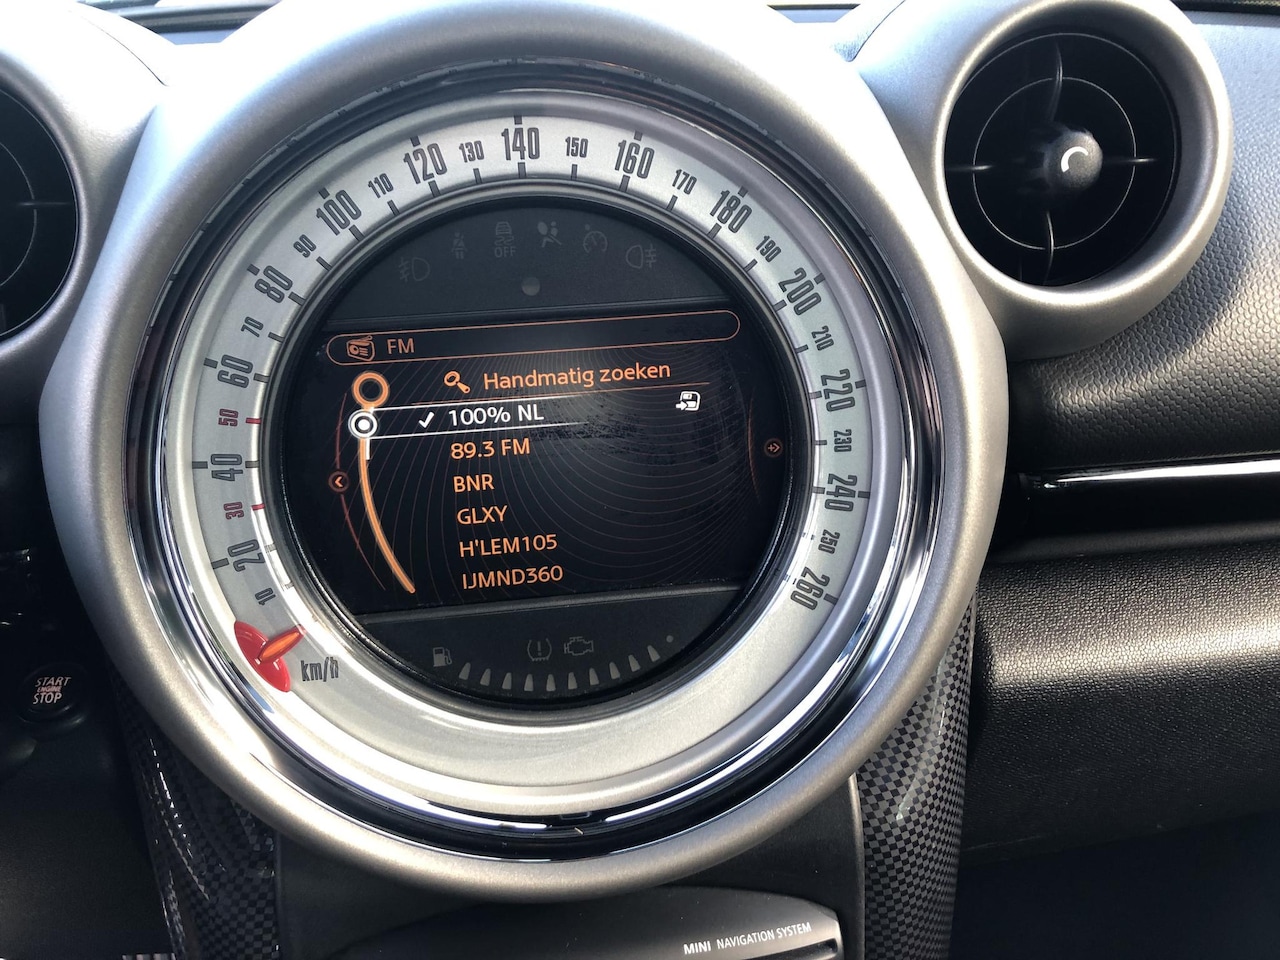 140
130
150
120
160
110
170
100
180
90
190
80
200
70
210
60
220
50
230
40
240
30
250
20
260
10
km/h
OFF
FM
Handmatig zoeken
100% NL
89.3 FM
BNR
GLXY
H'LEM105
IJMND360
START
ENGINE
STOP
MINI NAVIGATION SYSTEM